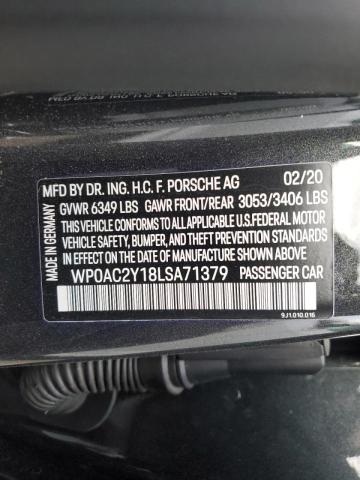 MFD BY DR. ING. H.C. F. PORSCHE AG 02/20
GVWR 6349 LBS GAWR FRONT/REAR 3053/3406 LBS
THIS VEHICLE CONFORMS TO ALL APPLICABLE U.S.FEDERAL MOTOR
VEHICLE SAFETY, BUMPER, AND THEFT PREVENTION STANDARDS
IN EFFECT ON THE DATE OF MANUFACTURE SHOWN ABOVE.
WP0AC2Y18LSA71379 PASSENGER CAR
MADE IN GERMANY
9J1.010.016